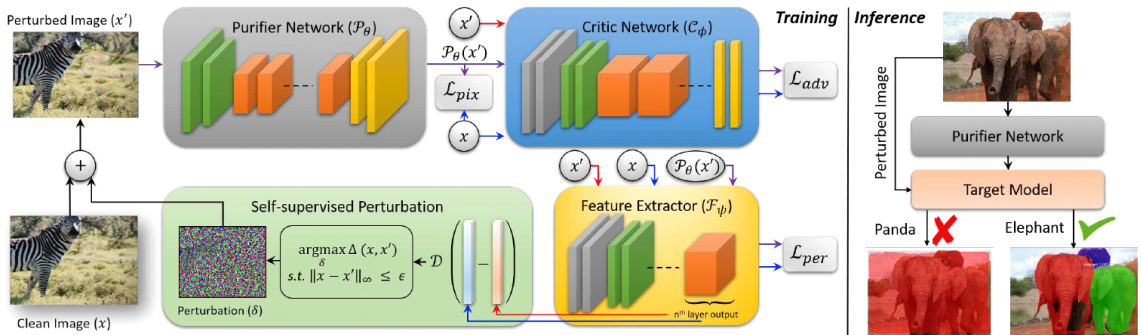 Perturbed Image (x′)
Purifier Network (𝒫θ)
x′
𝒫θ(x′)
ℒpix
x
Critic Network (𝒞ϕ)
ℒadv
Training
+
Self-supervised Perturbation
argmax Δ (x, x′)
δ
s.t. ‖x − x′‖∞ ≤ ϵ
𝒟
−
Perturbation (δ)
Clean Image (x)
x′
x
𝒫θ(x′)
Feature Extractor (ℱψ)
nth layer output
ℒper
Inference
Perturbed Image
Purifier Network
Target Model
Panda
Elephant